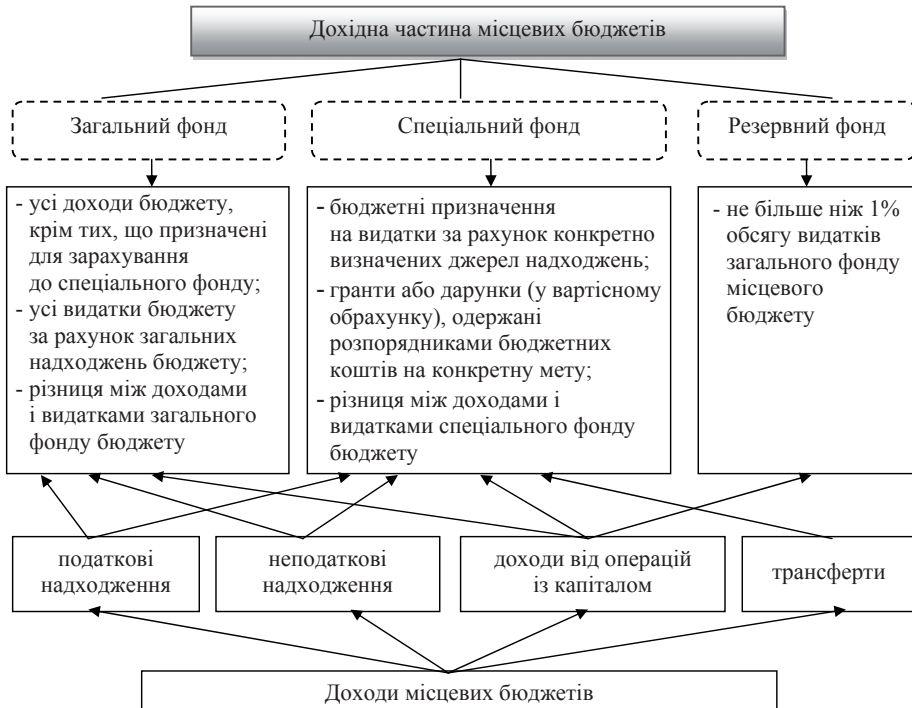 Дохідна частина місцевих бюджетів
Загальний фонд
Спеціальний фонд
Резервний фонд
- усі доходи бюджету,
крім тих, що призначені
для зарахування
до спеціального фонду;
- усі видатки бюджету
за рахунок загальних
надходжень бюджету;
- різниця між доходами
і видатками загального
фонду бюджету
- бюджетні призначення
на видатки за рахунок конкретно
визначених джерел надходжень;
- гранти або дарунки (у вартісному
обрахунку), одержані
розпорядниками бюджетних
коштів на конкретну мету;
- різниця між доходами і
видатками спеціального фонду
бюджету
- не більше ніж 1%
обсягу видатків
загального фонду
місцевого
бюджету
податкові
надходження
неподаткові
надходження
доходи від операцій
із капіталом
трансферти
Доходи місцевих бюджетів